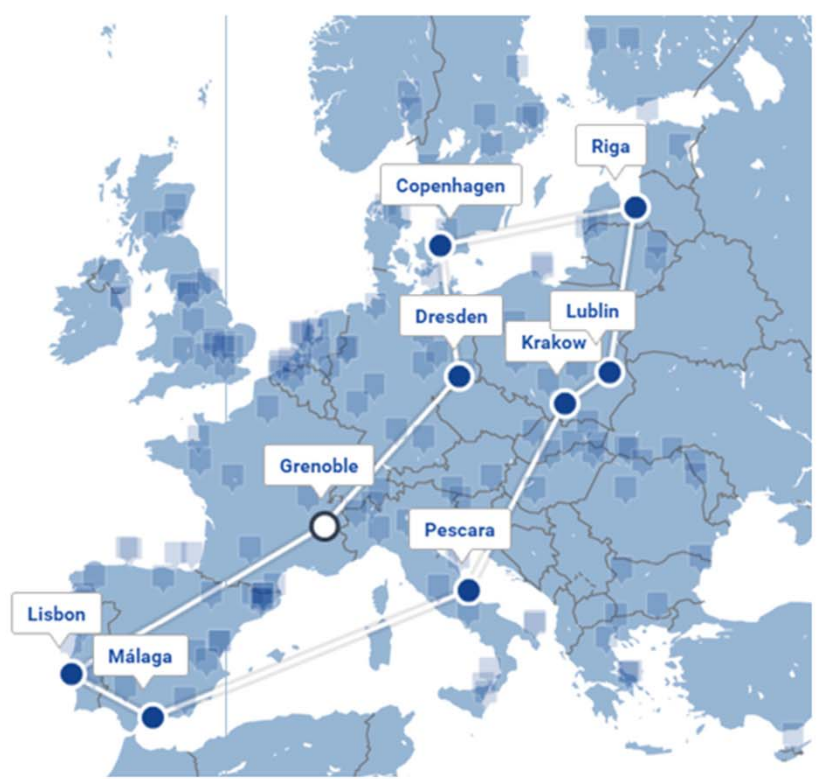 Riga
Copenhagen
Dresden
Lublin
Krakow
Grenoble
Pescara
Lisbon
Málaga